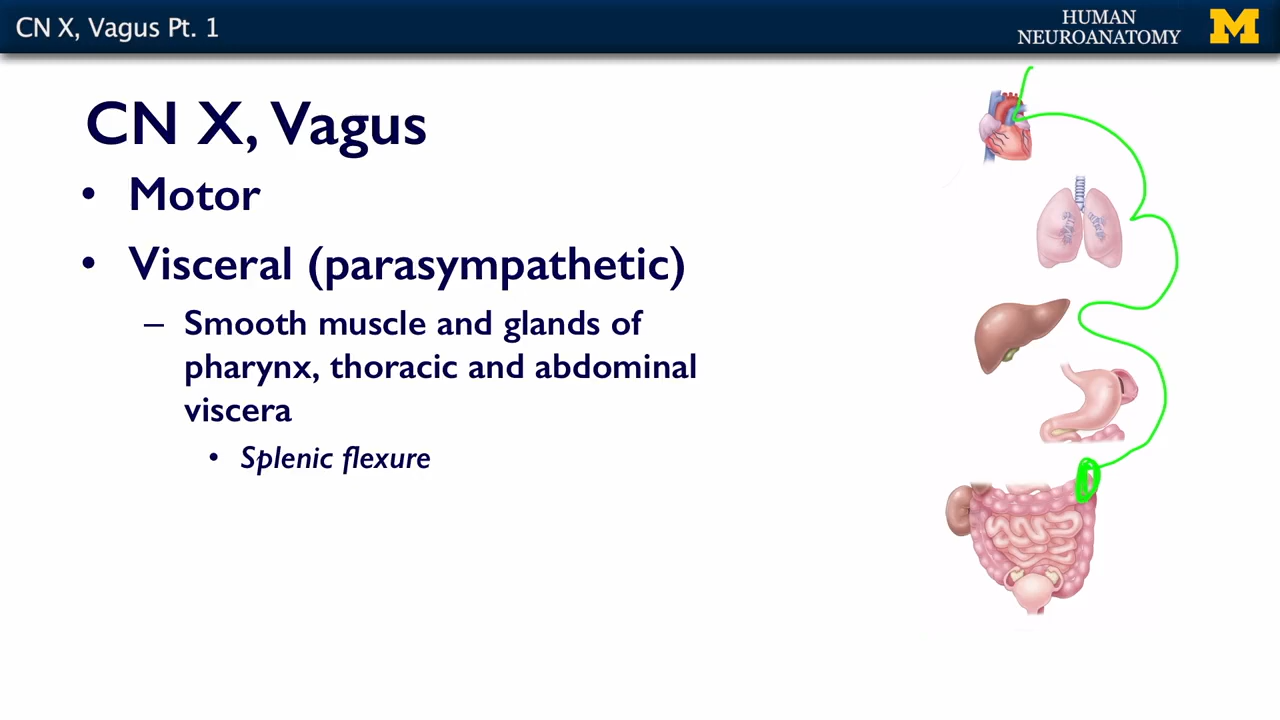 CN X, Vagus Pt. 1
HUMAN
NEUROANATOMY
M
CN X, Vagus
• Motor
• Visceral (parasympathetic)
– Smooth muscle and glands of
pharynx, thoracic and abdominal
viscera
• Splenic flexure